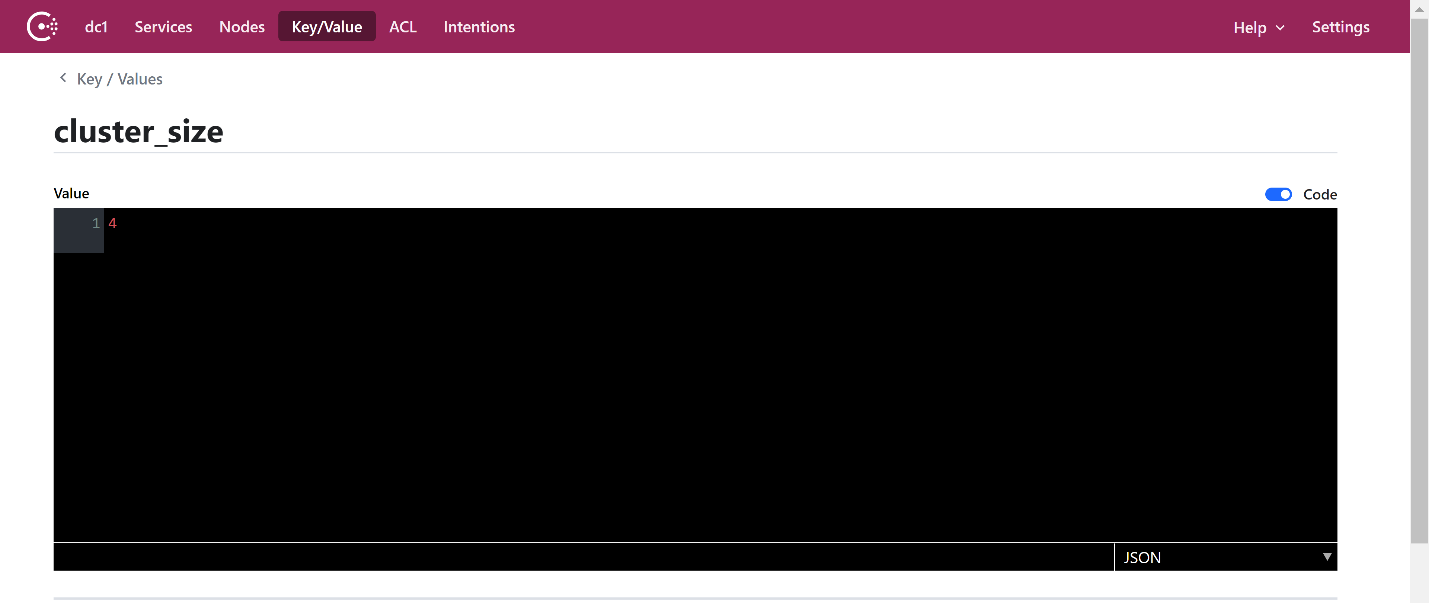 dc1 Services Nodes Key/Value ACL Intentions Help Settings
Key / Values
cluster_size
Value Code
1 4
JSON